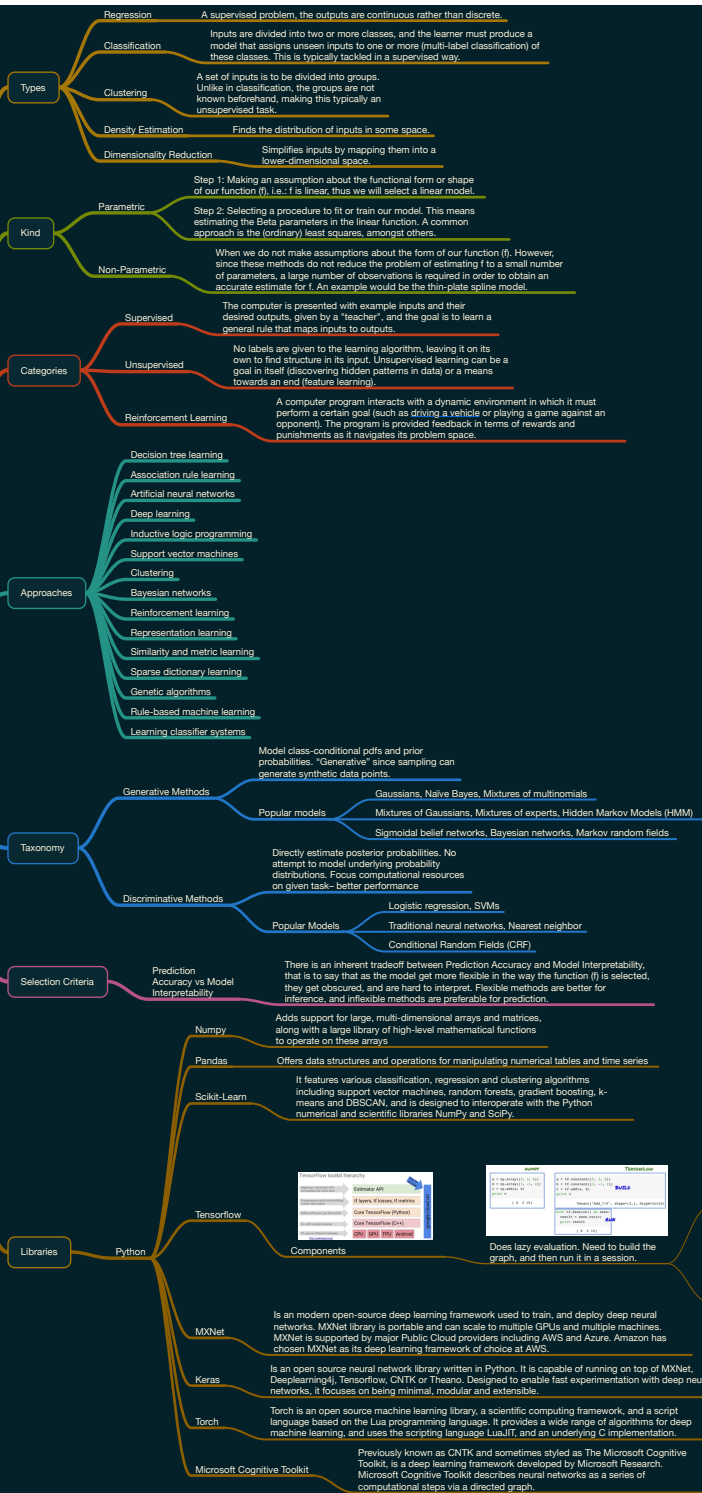 Types
Regression
A supervised problem, the outputs are continuous rather than discrete.
Classification
Inputs are divided into two or more classes, and the learner must produce a
model that assigns unseen inputs to one or more (multi-label classification) of
these classes. This is typically tackled in a supervised way.
Clustering
A set of inputs is to be divided into groups.
Unlike in classification, the groups are not
known beforehand, making this typically an
unsupervised task.
Density Estimation
Finds the distribution of inputs in some space.
Dimensionality Reduction
Simplifies inputs by mapping them into a
lower-dimensional space.
Kind
Parametric
Step 1: Making an assumption about the functional form or shape
of our function (f), i.e.: f is linear, thus we will select a linear model.
Step 2: Selecting a procedure to fit or train our model. This means
estimating the Beta parameters in the linear function. A common
approach is the (ordinary) least squares, amongst others.
Non-Parametric
When we do not make assumptions about the form of our function (f). However,
since these methods do not reduce the problem of estimating f to a small number
of parameters, a large number of observations is required in order to obtain an
accurate estimate for f. An example would be the thin-plate spline model.
Categories
Supervised
The computer is presented with example inputs and their
desired outputs, given by a "teacher", and the goal is to learn a
general rule that maps inputs to outputs.
Unsupervised
No labels are given to the learning algorithm, leaving it on its
own to find structure in its input. Unsupervised learning can be a
goal in itself (discovering hidden patterns in data) or a means
towards an end (feature learning).
Reinforcement Learning
A computer program interacts with a dynamic environment in which it must
perform a certain goal (such as driving a vehicle or playing a game against an
opponent). The program is provided feedback in terms of rewards and
punishments as it navigates its problem space.
Approaches
Decision tree learning
Association rule learning
Artificial neural networks
Deep learning
Inductive logic programming
Support vector machines
Clustering
Bayesian networks
Reinforcement learning
Representation learning
Similarity and metric learning
Sparse dictionary learning
Genetic algorithms
Rule-based machine learning
Learning classifier systems
Taxonomy
Generative Methods
Model class-conditional pdfs and prior
probabilities. “Generative” since sampling can
generate synthetic data points.
Popular models
Gaussians, Naïve Bayes, Mixtures of multinomials
Mixtures of Gaussians, Mixtures of experts, Hidden Markov Models (HMM)
Sigmoidal belief networks, Bayesian networks, Markov random fields
Discriminative Methods
Directly estimate posterior probabilities. No
attempt to model underlying probability
distributions. Focus computational resources
on given task– better performance
Popular Models
Logistic regression, SVMs
Traditional neural networks, Nearest neighbor
Conditional Random Fields (CRF)
Selection Criteria
Prediction
Accuracy vs Model
Interpretability
There is an inherent tradeoff between Prediction Accuracy and Model Interpretability,
that is to say that as the model get more flexible in the way the function (f) is selected,
they get obscured, and are hard to interpret. Flexible methods are better for
inference, and inflexible methods are preferable for prediction.
Libraries
Python
Numpy
Adds support for large, multi-dimensional arrays and matrices,
along with a large library of high-level mathematical functions
to operate on these arrays
Pandas
Offers data structures and operations for manipulating numerical tables and time series
Scikit-Learn
It features various classification, regression and clustering algorithms
including support vector machines, random forests, gradient boosting, k-
means and DBSCAN, and is designed to interoperate with the Python
numerical and scientific libraries NumPy and SciPy.
Tensorflow
Components
TensorFlow toolkit hierarchy
Estimator API
tf.layers, tf.losses, tf.metrics
Core TensorFlow (Python)
Core TensorFlow (C++)
CPU GPU TPU Android
NUMPY
TENSORFLOW
BUILD
RUN
Does lazy evaluation. Need to build the
graph, and then run it in a session.
MXNet
Is an modern open-source deep learning framework used to train, and deploy deep neural
networks. MXNet library is portable and can scale to multiple GPUs and multiple machines.
MXNet is supported by major Public Cloud providers including AWS and Azure. Amazon has
chosen MXNet as its deep learning framework of choice at AWS.
Keras
Is an open source neural network library written in Python. It is capable of running on top of MXNet,
Deeplearning4j, Tensorflow, CNTK or Theano. Designed to enable fast experimentation with deep neu
networks, it focuses on being minimal, modular and extensible.
Torch
Torch is an open source machine learning library, a scientific computing framework, and a script
language based on the Lua programming language. It provides a wide range of algorithms for deep
machine learning, and uses the scripting language LuaJIT, and an underlying C implementation.
Microsoft Cognitive Toolkit
Previously known as CNTK and sometimes styled as The Microsoft Cognitive
Toolkit, is a deep learning framework developed by Microsoft Research.
Microsoft Cognitive Toolkit describes neural networks as a series of
computational steps via a directed graph.